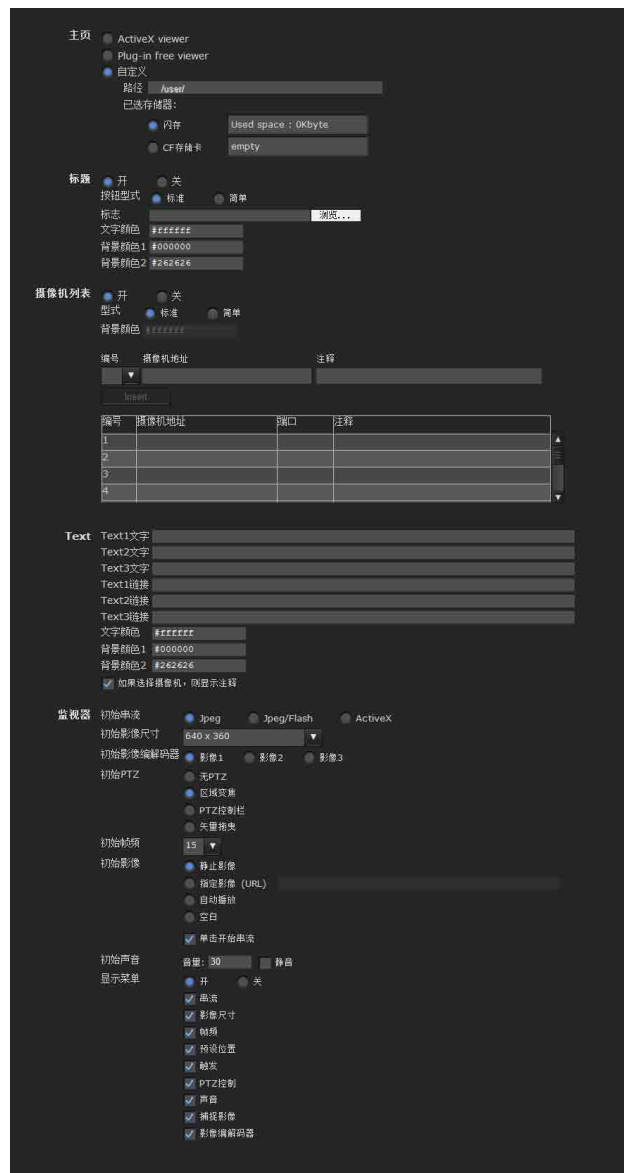 主页 ActiveX viewer
Plug-in free viewer
自定义
路径 /user/
已选存储器:
闪存 Used space : 0Kbyte
CF存储卡 empty
标题 开 关
按钮型式 标准 简单
标志 浏览...
文字颜色 #ffffff
背景颜色1 #000000
背景颜色2 #262626
摄像机列表 开 关
型式 标准 简单
背景颜色 #ffffff
编号 摄像机地址 注释
Insert
编号 摄像机地址 端口 注释
1
2
3
4
Text Text1文字
Text2文字
Text3文字
Text1链接
Text2链接
Text3链接
文字颜色 #ffffff
背景颜色1 #000000
背景颜色2 #262626
如果选择摄像机，则显示注释
监视器 初始串流 Jpeg Jpeg/Flash ActiveX
初始影像尺寸 640 x 360
初始影像编解码器 影像1 影像2 影像3
初始PTZ 无PTZ
区域变焦
PTZ控制栏
矢量拖曳
初始帧频 15
初始影像 静止影像
指定影像 (URL)
自动播放
空白
单击开始串流
初始声音 音量: 30 静音
显示菜单 开 关
串流
影像尺寸
帧频
预设位置
触发
PTZ控制
声音
捕捉影像
影像编解码器